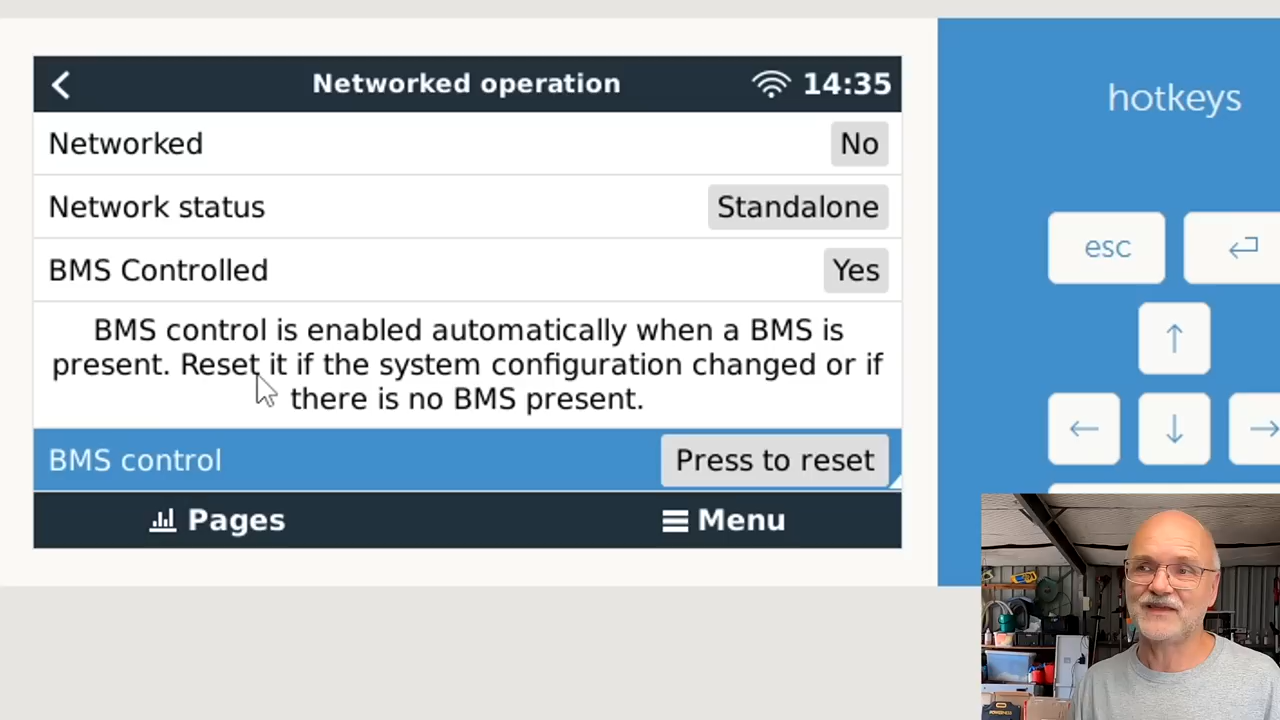 Networked operation
14:35
hotkeys
Networked
No
Network status
Standalone
BMS Controlled
Yes
BMS control is enabled automatically when a BMS is
present. Reset it if the system configuration changed or if
there is no BMS present.
BMS control
Press to reset
Pages
Menu
esc